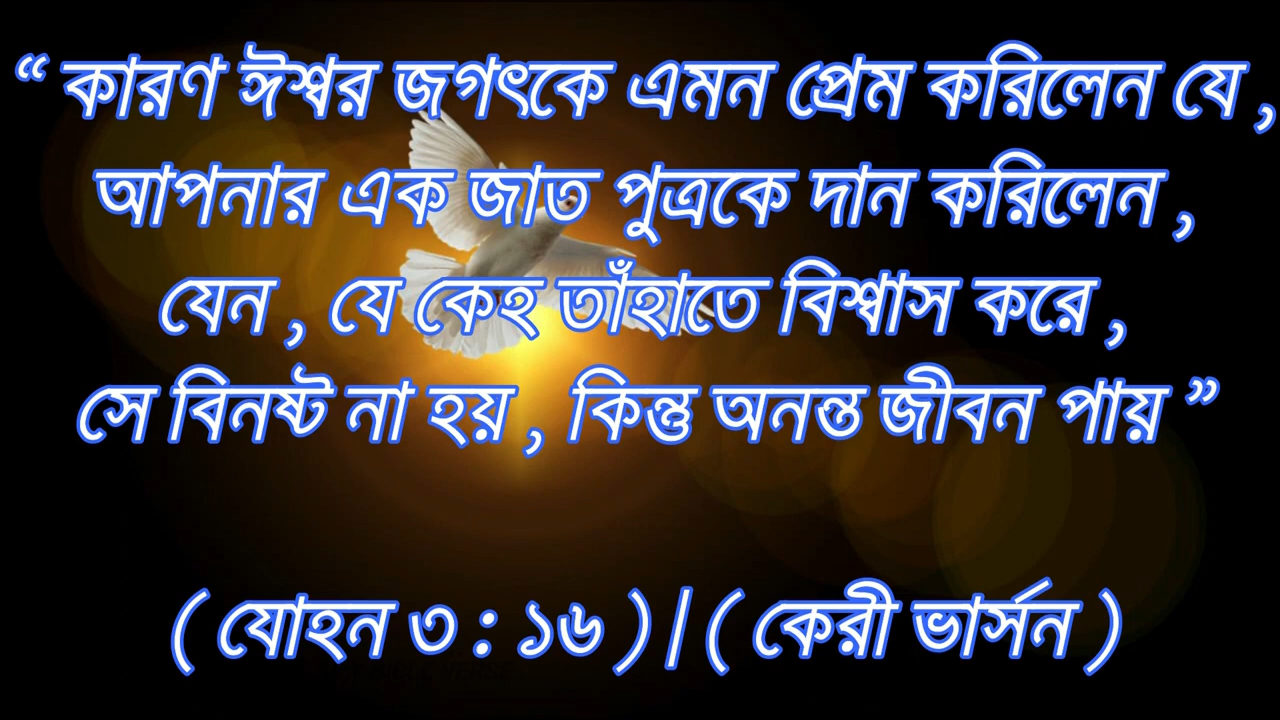 “ কারণ ঈশ্বর জগৎকে এমন প্রেম করিলেন যে ,
আপনার এক জাত পুত্রকে দান করিলেন ,
যেন , যে কেহ তাঁহাতে বিশ্বাস করে ,
সে বিনষ্ট না হয় , কিন্তু অনন্ত জীবন পায় ”
( যোহন ৩ : ১৬ ) | ( কেরী ভার্সন )